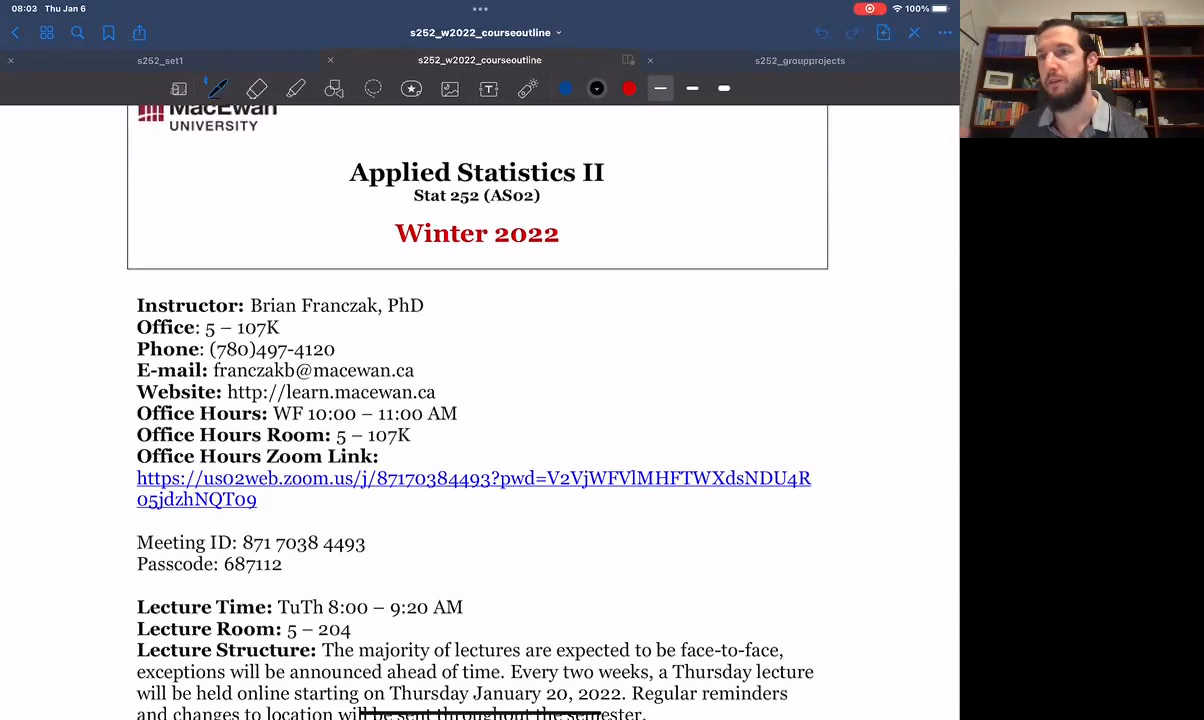 08:03 Thu Jan 6
100%
s252_w2022_courseoutline
s252_set1
s252_w2022_courseoutline
s252_groupprojects
MacEwan
UNIVERSITY
Applied Statistics II
Stat 252 (AS02)
Winter 2022
Instructor: Brian Franczak, PhD
Office: 5 – 107K
Phone: (780)497-4120
E-mail: franczakb@macewan.ca
Website: http://learn.macewan.ca
Office Hours: WF 10:00 – 11:00 AM
Office Hours Room: 5 – 107K
Office Hours Zoom Link:
https://us02web.zoom.us/j/87170384493?pwd=V2VjWFVlMHFTWXdsNDU4R
05jdzhNQT09
Meeting ID: 871 7038 4493
Passcode: 687112
Lecture Time: TuTh 8:00 – 9:20 AM
Lecture Room: 5 – 204
Lecture Structure: The majority of lectures are expected to be face-to-face,
exceptions will be announced ahead of time. Every two weeks, a Thursday lecture
will be held online starting on Thursday January 20, 2022. Regular reminders
and changes to location will be sent throughout the semester.